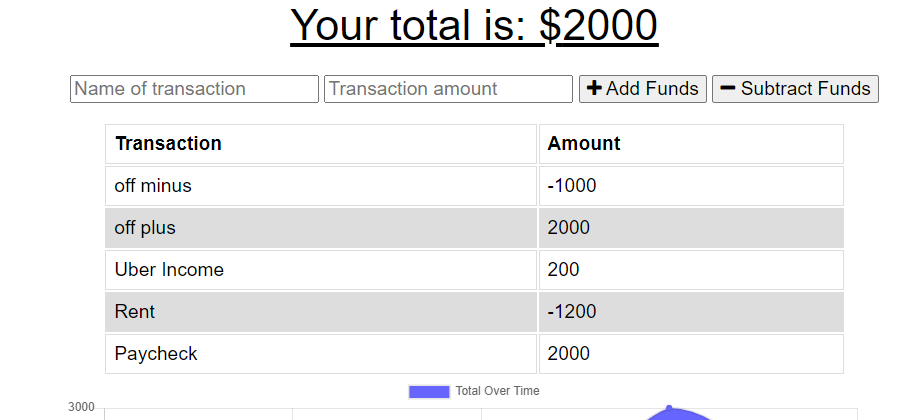 Your total is: $2000
Name of transaction Transaction amount + Add Funds − Subtract Funds
Transaction Amount
off minus -1000
off plus 2000
Uber Income 200
Rent -1200
Paycheck 2000
Total Over Time
3000